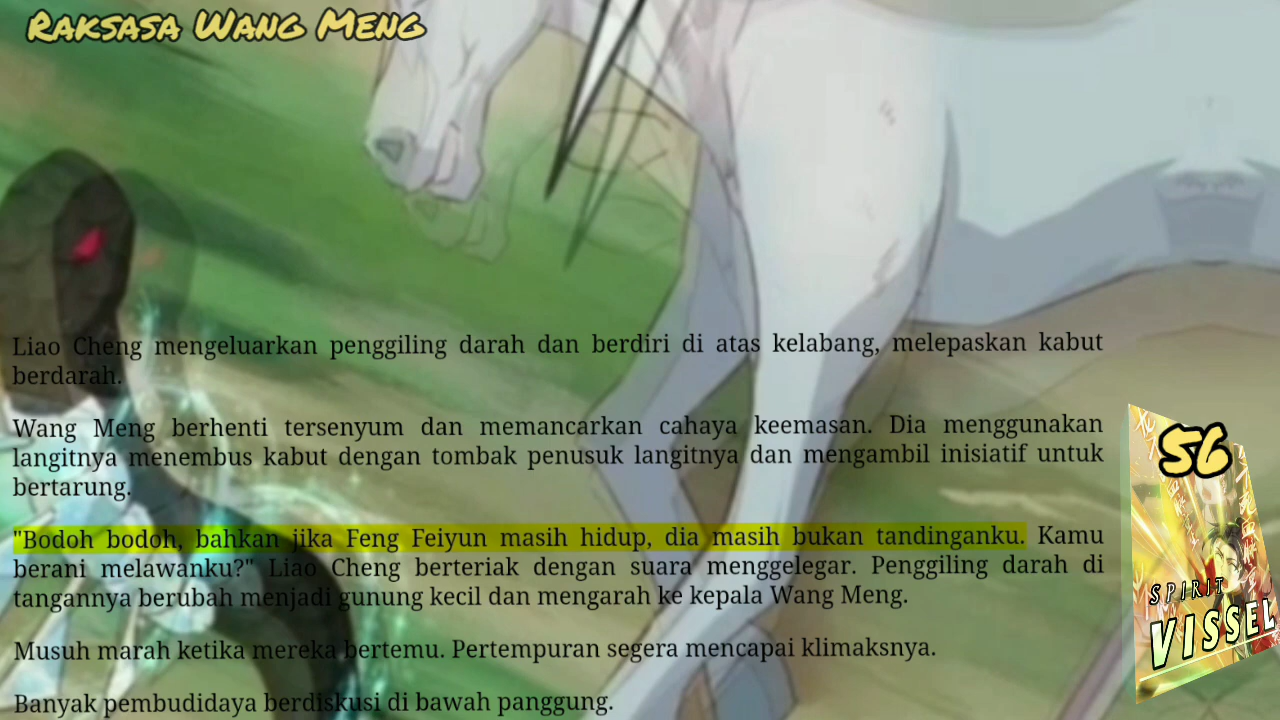 Raksasa Wang Meng
Liao Cheng mengeluarkan penggiling darah dan berdiri di atas kelabang, melepaskan kabut
berdarah.
Wang Meng berhenti tersenyum dan memancarkan cahaya keemasan. Dia menggunakan
langitnya menembus kabut dengan tombak penusuk langitnya dan mengambil inisiatif untuk
bertarung.
"Bodoh bodoh, bahkan jika Feng Feiyun masih hidup, dia masih bukan tandinganku. Kamu
berani melawanku?" Liao Cheng berteriak dengan suara menggelegar. Penggiling darah di
tangannya berubah menjadi gunung kecil dan mengarah ke kepala Wang Meng.
Musuh marah ketika mereka bertemu. Pertempuran segera mencapai klimaksnya.
Banyak pembudidaya berdiskusi di bawah panggung.
56
SPIRIT
VISSEL